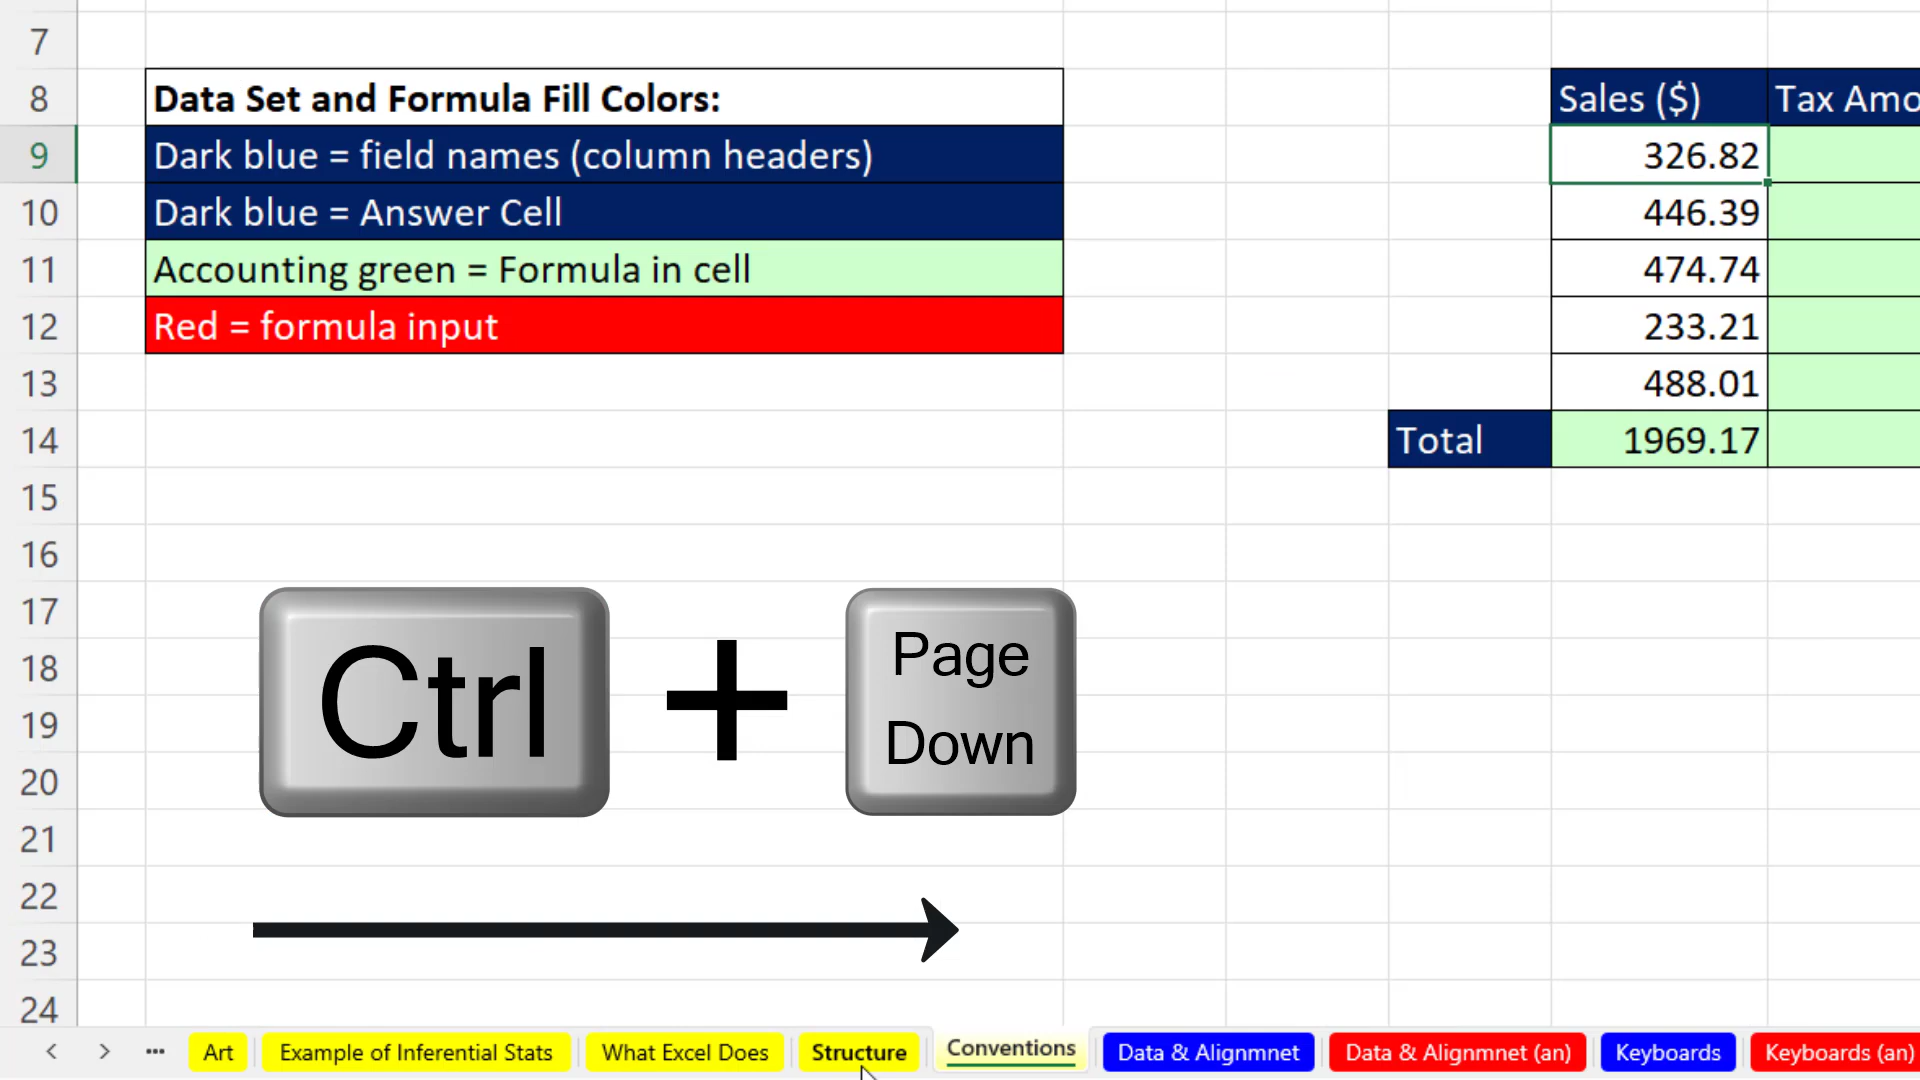 7
8
Data Set and Formula Fill Colors:
Sales ($)
Tax Amo
9
Dark blue = field names (column headers)
326.82
10
Dark blue = Answer Cell
446.39
11
Accounting green = Formula in cell
474.74
12
Red = formula input
233.21
13
488.01
14
Total
1969.17
15
16
17
18
19
20
21
22
23
24
Ctrl + Page Down
Art
Example of Inferential Stats
What Excel Does
Structure
Conventions
Data & Alignmnet
Data & Alignmnet (an)
Keyboards
Keyboards (an)